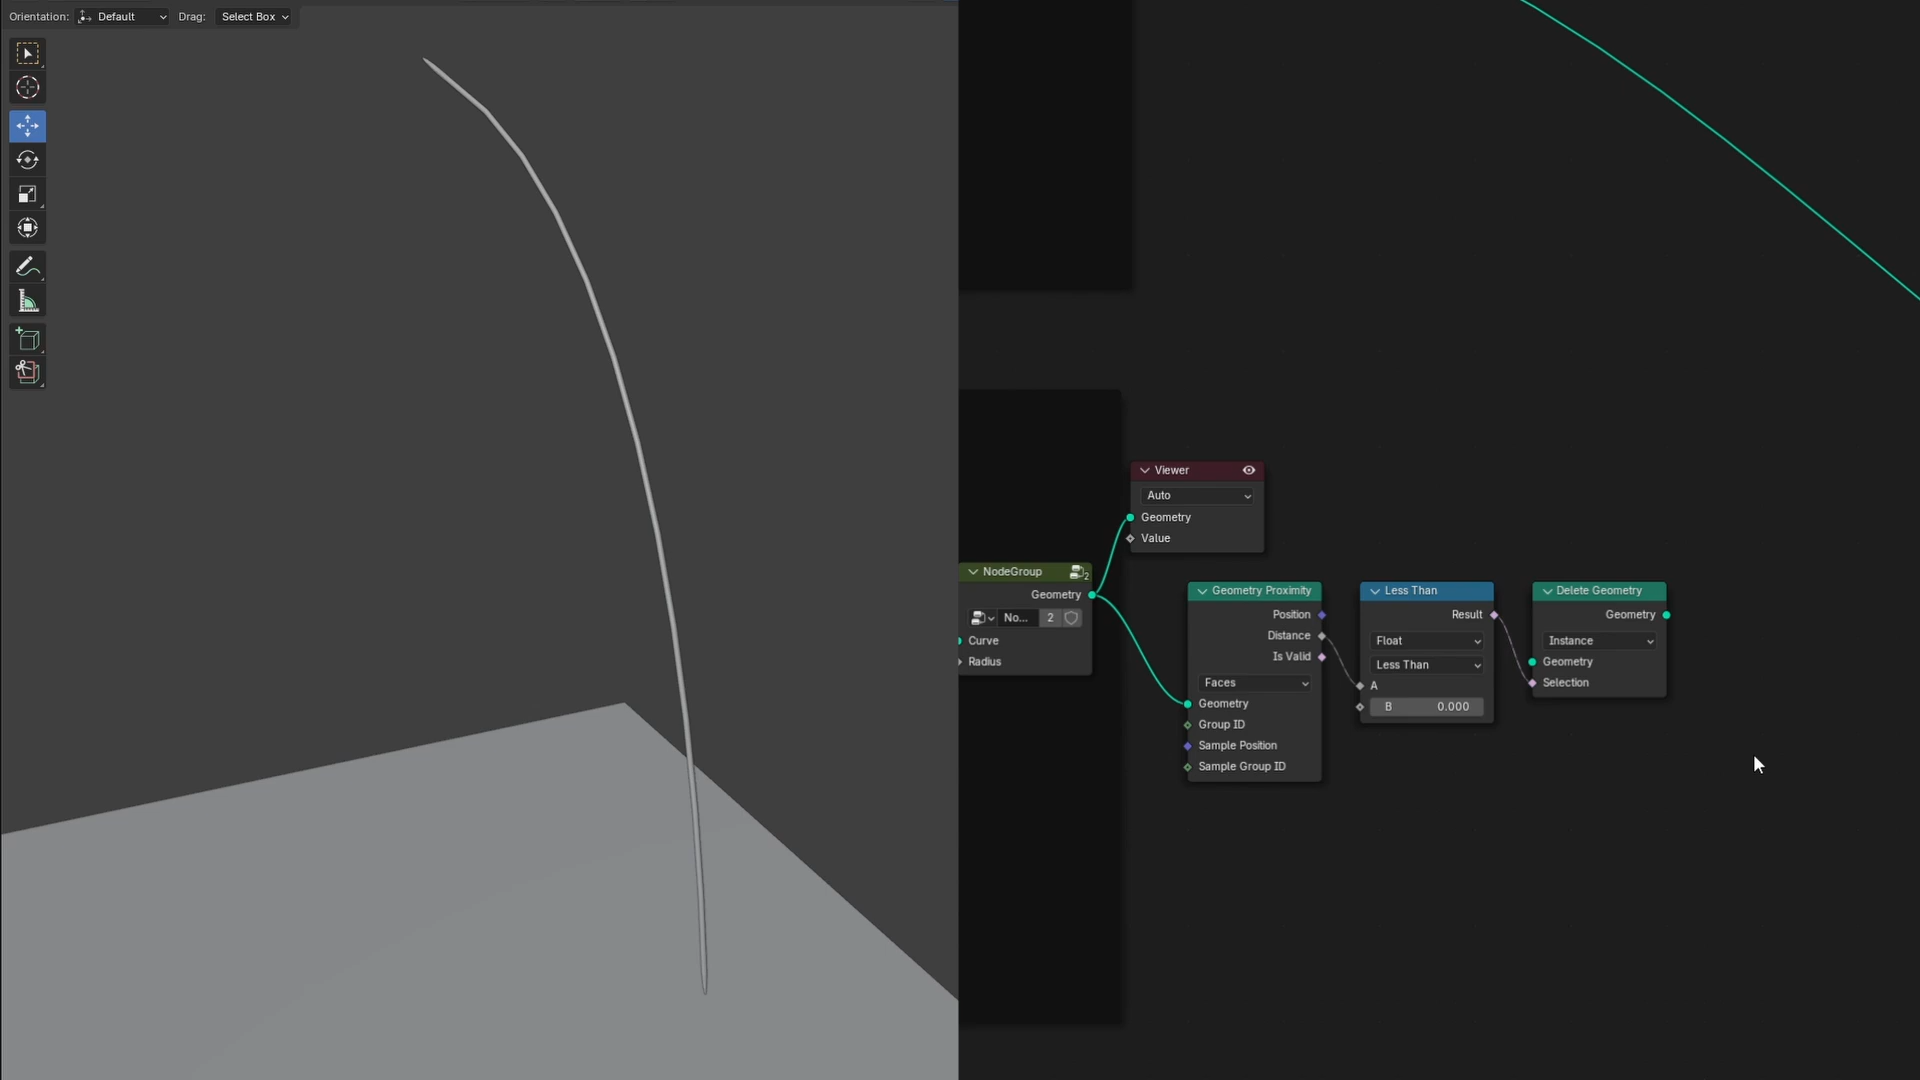 Orientation: Default Drag: Select Box
Viewer
Auto
Geometry
Value
NodeGroup 2
Geometry
No... 2
Curve
Radius
Geometry Proximity
Position
Distance
Is Valid
Faces
Geometry
Group ID
Sample Position
Sample Group ID
Less Than
Result
Float
Less Than
A
B 0.000
Delete Geometry
Geometry
Instance
Geometry
Selection